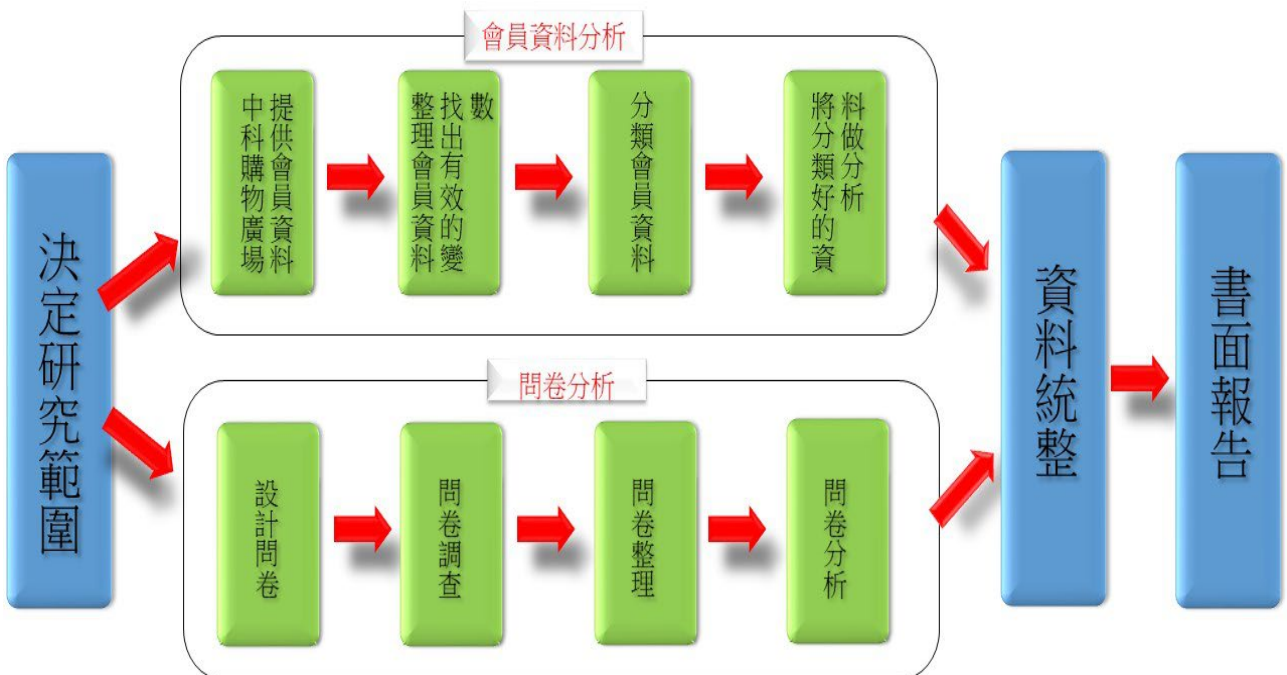 決定研究範圍
會員資料分析
中科購物廣場
提供會員資料
整理會員資料
找出有效的變
數
分類會員資料
將分類好的資
料做分析
問卷分析
設計問卷
問卷調查
問卷整理
問卷分析
資料統整
書面報告